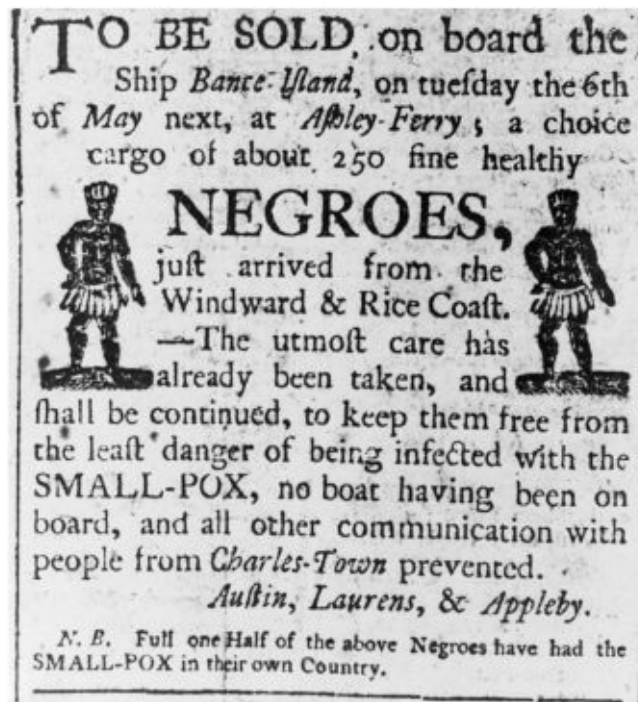 TO BE SOLD on board the
Ship Bance-Iſland, on tueſday the 6th
of May next, at Aſhley-Ferry; a choice
cargo of about 250 fine healthy
NEGROES,
juſt arrived from the
Windward & Rice Coaſt.
—The utmoſt care has
already been taken, and
ſhall be continued, to keep them free from
the leaſt danger of being infected with the
SMALL-POX, no boat having been on
board, and all other communication with
people from Charles-Town prevented.
Auſtin, Laurens, & Appleby.
N. B. Full one Half of the above Negroes have had the
SMALL-POX in their own Country.